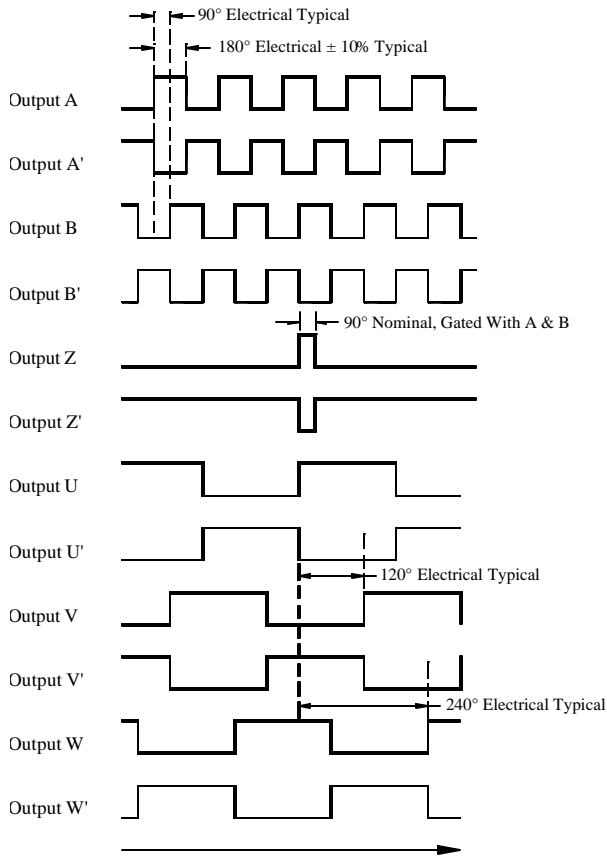 90° Electrical Typical
180° Electrical ± 10% Typical
Output A
Output A'
Output B
Output B'
90° Nominal, Gated With A & B
Output Z
Output Z'
Output U
Output U'
120° Electrical Typical
Output V
Output V'
240° Electrical Typical
Output W
Output W'